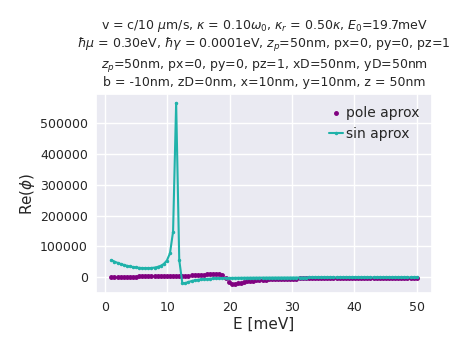 v = c/10 μm/s, κ = 0.10ω₀, κᵣ = 0.50κ, E₀=19.7meV
ħμ = 0.30eV, ħγ = 0.0001eV, zₚ=50nm, px=0, py=0, pz=1
zₚ=50nm, px=0, py=0, pz=1, xD=50nm, yD=50nm
b = -10nm, zD=0nm, x=10nm, y=10nm, z = 50nm
pole aprox
sin aprox
Re(ϕ)
500000
400000
300000
200000
100000
0
0 10 20 30 40 50
E [meV]